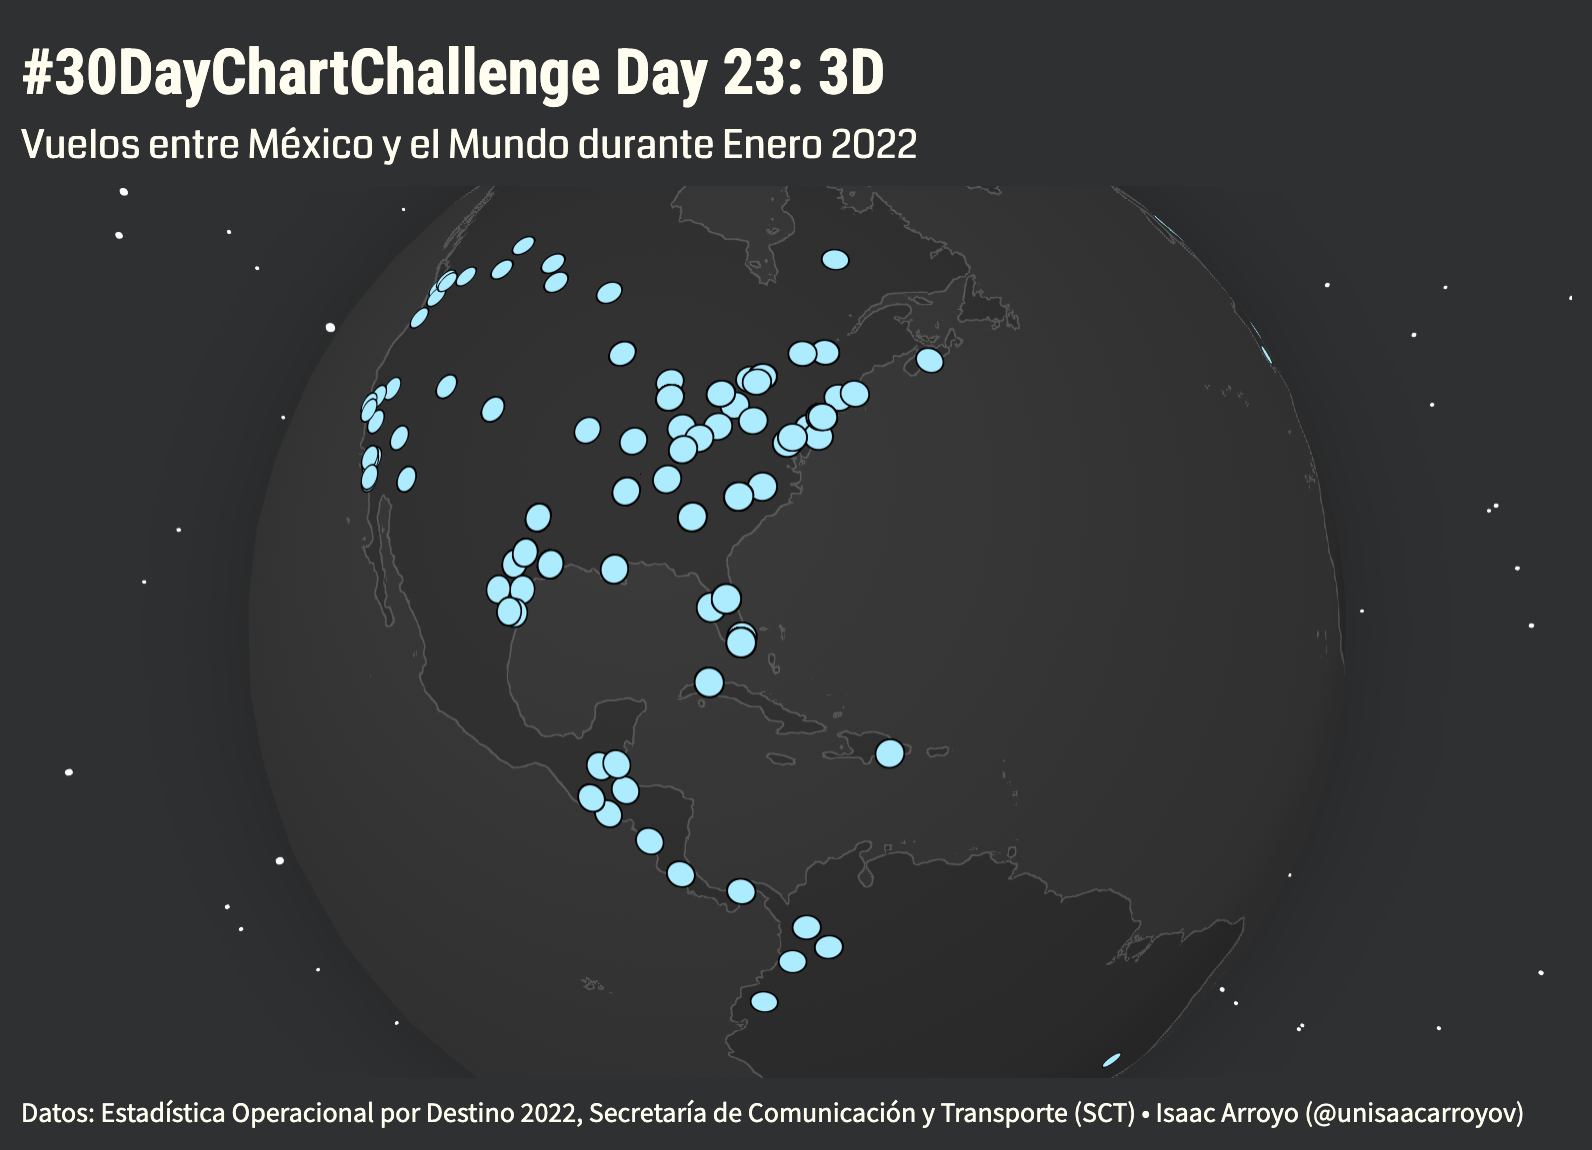 #30DayChartChallenge Day 23: 3D
Vuelos entre México y el Mundo durante Enero 2022
Datos: Estadística Operacional por Destino 2022, Secretaría de Comunicación y Transporte (SCT) • Isaac Arroyo (@unisaacarroyov)